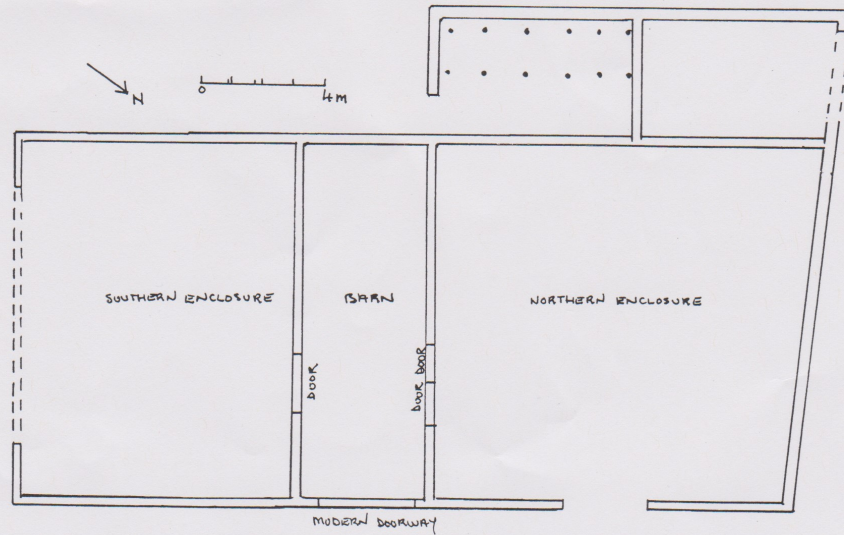 N
0 4M
SOUTHERN ENCLOSURE
BARN
NORTHERN ENCLOSURE
DOOR
DOOR DOOR
MODERN DOORWAY